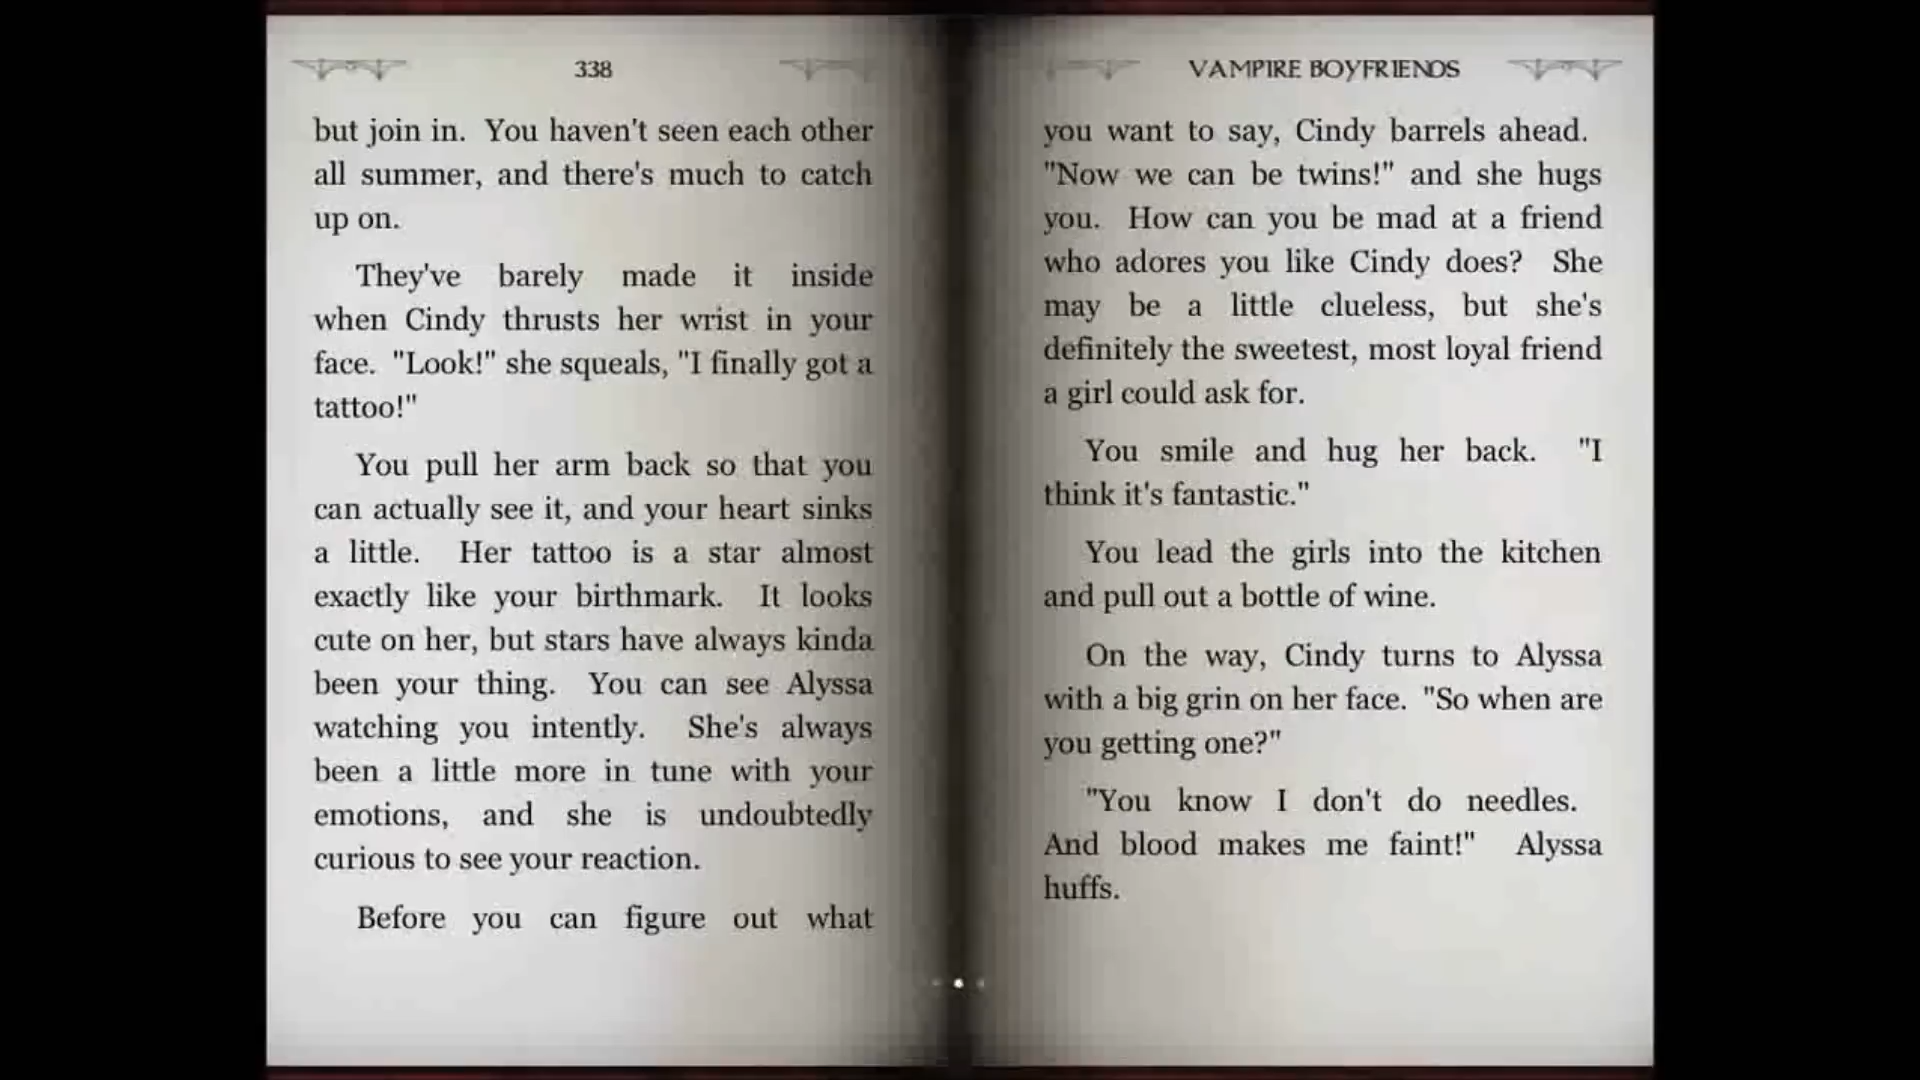 338
but join in.  You haven't seen each other
all summer, and there's much to catch
up on.
They've barely made it inside
when Cindy thrusts her wrist in your
face.  "Look!" she squeals, "I finally got a
tattoo!"
You pull her arm back so that you
can actually see it, and your heart sinks
a little.  Her tattoo is a star almost
exactly like your birthmark.  It looks
cute on her, but stars have always kinda
been your thing.  You can see Alyssa
watching you intently.  She's always
been a little more in tune with your
emotions, and she is undoubtedly
curious to see your reaction.
Before you can figure out what
VAMPIRE BOYFRIENDS
you want to say, Cindy barrels ahead.
"Now we can be twins!" and she hugs
you.  How can you be mad at a friend
who adores you like Cindy does?  She
may be a little clueless, but she's
definitely the sweetest, most loyal friend
a girl could ask for.
You smile and hug her back.  "I
think it's fantastic."
You lead the girls into the kitchen
and pull out a bottle of wine.
On the way, Cindy turns to Alyssa
with a big grin on her face.  "So when are
you getting one?"
"You know I don't do needles.
And blood makes me faint!"  Alyssa
huffs.